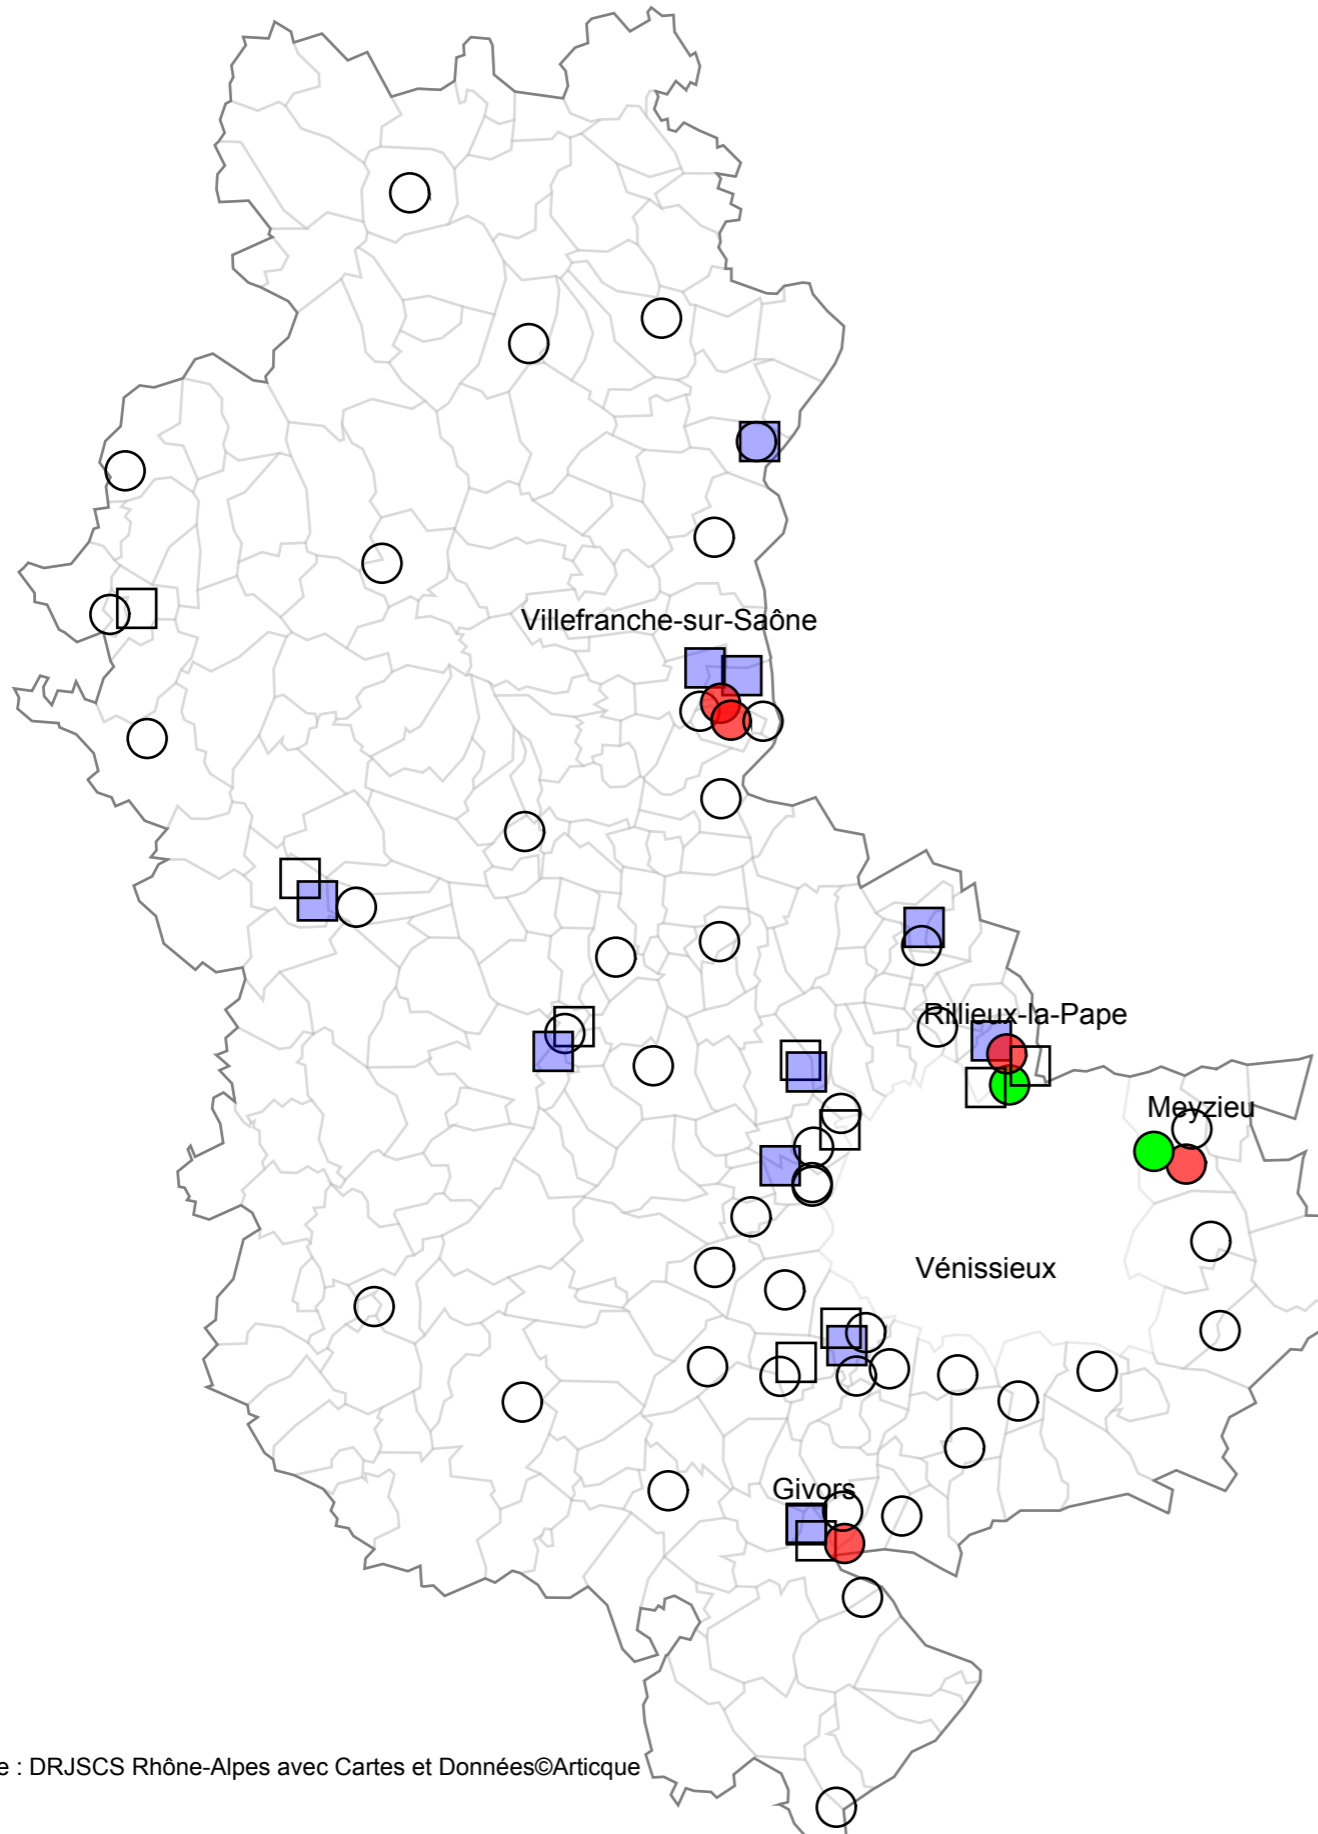 Villefranche-sur-Saône
Rillieux-la-Pape
Meyzieu
Vénissieux
Givors
e : DRJSCS Rhône-Alpes avec Cartes et Données©Articque